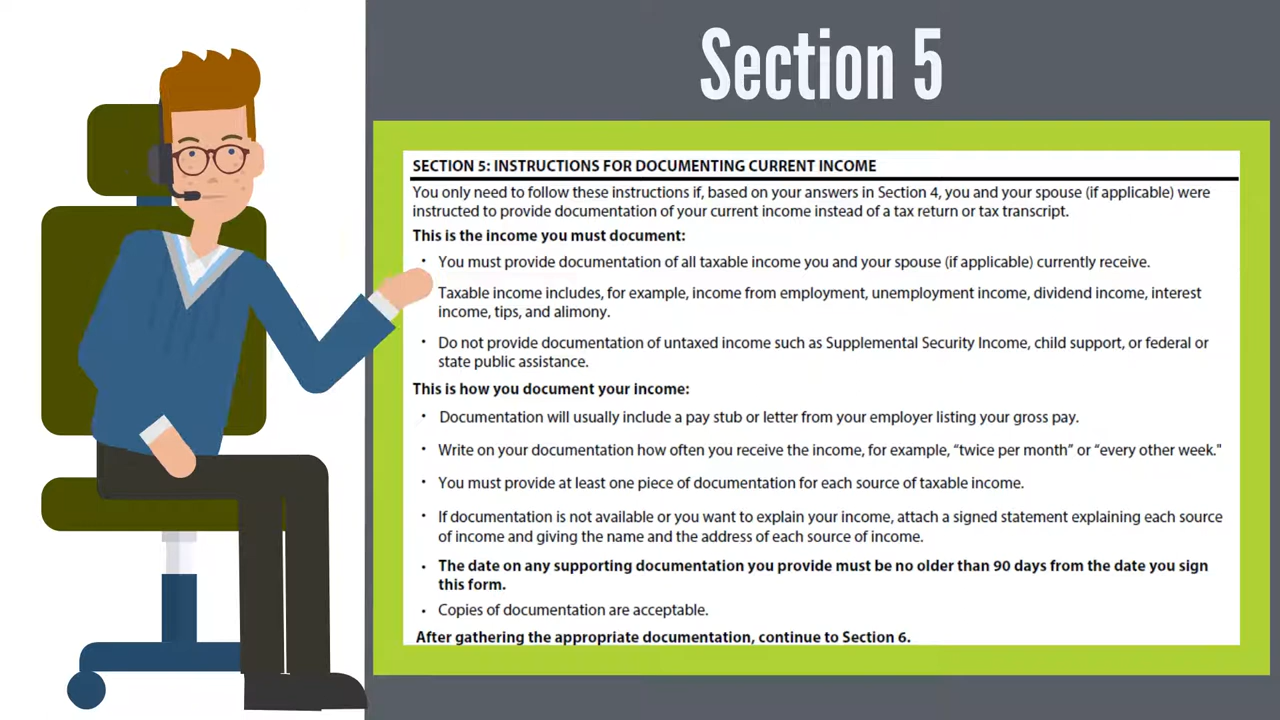 Section 5
SECTION 5: INSTRUCTIONS FOR DOCUMENTING CURRENT INCOME
You only need to follow these instructions if, based on your answers in Section 4, you and your spouse (if applicable) were
instructed to provide documentation of your current income instead of a tax return or tax transcript.
This is the income you must document:
• You must provide documentation of all taxable income you and your spouse (if applicable) currently receive.
Taxable income includes, for example, income from employment, unemployment income, dividend income, interest
income, tips, and alimony.
• Do not provide documentation of untaxed income such as Supplemental Security Income, child support, or federal or
state public assistance.
This is how you document your income:
• Documentation will usually include a pay stub or letter from your employer listing your gross pay.
• Write on your documentation how often you receive the income, for example, “twice per month” or “every other week."
• You must provide at least one piece of documentation for each source of taxable income.
• If documentation is not available or you want to explain your income, attach a signed statement explaining each source
of income and giving the name and the address of each source of income.
• The date on any supporting documentation you provide must be no older than 90 days from the date you sign
this form.
• Copies of documentation are acceptable.
After gathering the appropriate documentation, continue to Section 6.